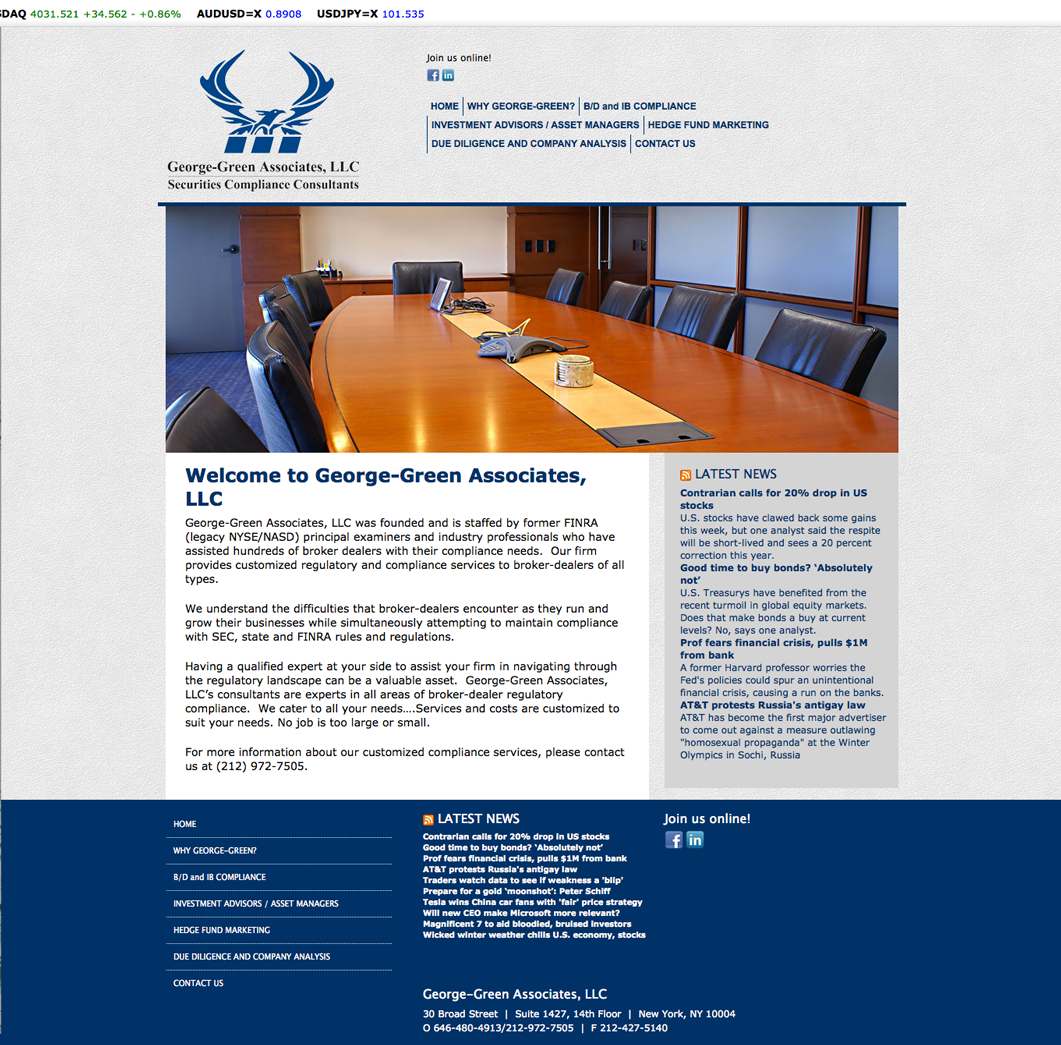 SDAQ 4031.521 +34.562 - +0.86% AUDUSD=X 0.8908 USDJPY=X 101.535
George-Green Associates, LLC
Securities Compliance Consultants
Join us online!
HOME WHY GEORGE-GREEN? B/D and IB COMPLIANCE
INVESTMENT ADVISORS / ASSET MANAGERS HEDGE FUND MARKETING
DUE DILIGENCE AND COMPANY ANALYSIS CONTACT US
Welcome to George-Green Associates,
LLC
George-Green Associates, LLC was founded and is staffed by former FINRA
(legacy NYSE/NASD) principal examiners and industry professionals who have
assisted hundreds of broker dealers with their compliance needs.  Our firm
provides customized regulatory and compliance services to broker-dealers of all
types.
We understand the difficulties that broker-dealers encounter as they run and
grow their businesses while simultaneously attempting to maintain compliance
with SEC, state and FINRA rules and regulations.
Having a qualified expert at your side to assist your firm in navigating through
the regulatory landscape can be a valuable asset.  George-Green Associates,
LLC's consultants are experts in all areas of broker-dealer regulatory
compliance.  We cater to all your needs....Services and costs are customized to
suit your needs. No job is too large or small.
For more information about our customized compliance services, please contact
us at (212) 972-7505.
LATEST NEWS
Contrarian calls for 20% drop in US
stocks
U.S. stocks have clawed back some gains
this week, but one analyst said the respite
will be short-lived and sees a 20 percent
correction this year.
Good time to buy bonds? ‘Absolutely
not’
U.S. Treasurys have benefited from the
recent turmoil in global equity markets.
Does that make bonds a buy at current
levels? No, says one analyst.
Prof fears financial crisis, pulls $1M
from bank
A former Harvard professor worries the
Fed's policies could spur an unintentional
financial crisis, causing a run on the banks.
AT&T protests Russia's antigay law
AT&T has become the first major advertiser
to come out against a measure outlawing
"homosexual propaganda" at the Winter
Olympics in Sochi, Russia
HOME
WHY GEORGE-GREEN?
B/D and IB COMPLIANCE
INVESTMENT ADVISORS / ASSET MANAGERS
HEDGE FUND MARKETING
DUE DILIGENCE AND COMPANY ANALYSIS
CONTACT US
LATEST NEWS
Contrarian calls for 20% drop in US stocks
Good time to buy bonds? ‘Absolutely not’
Prof fears financial crisis, pulls $1M from bank
AT&T protests Russia's antigay law
Traders watch data to see if weakness a 'blip'
Prepare for a gold ‘moonshot’: Peter Schiff
Tesla wins China car fans with ‘fair’ price strategy
Will new CEO make Microsoft more relevant?
Magnificent 7 to aid bloodied, bruised investors
Wicked winter weather chills U.S. economy, stocks
Join us online!
George-Green Associates, LLC
30 Broad Street | Suite 1427, 14th Floor | New York, NY 10004
O 646-480-4913/212-972-7505 | F 212-427-5140